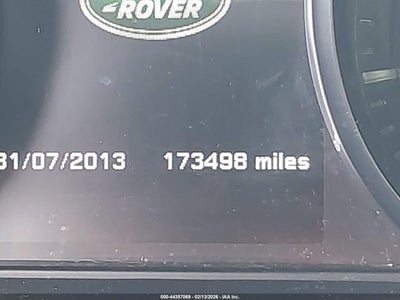 ROVER
31/07/2013 173498 miles
000-44357069 - 02/13/2026 - IAA Inc.